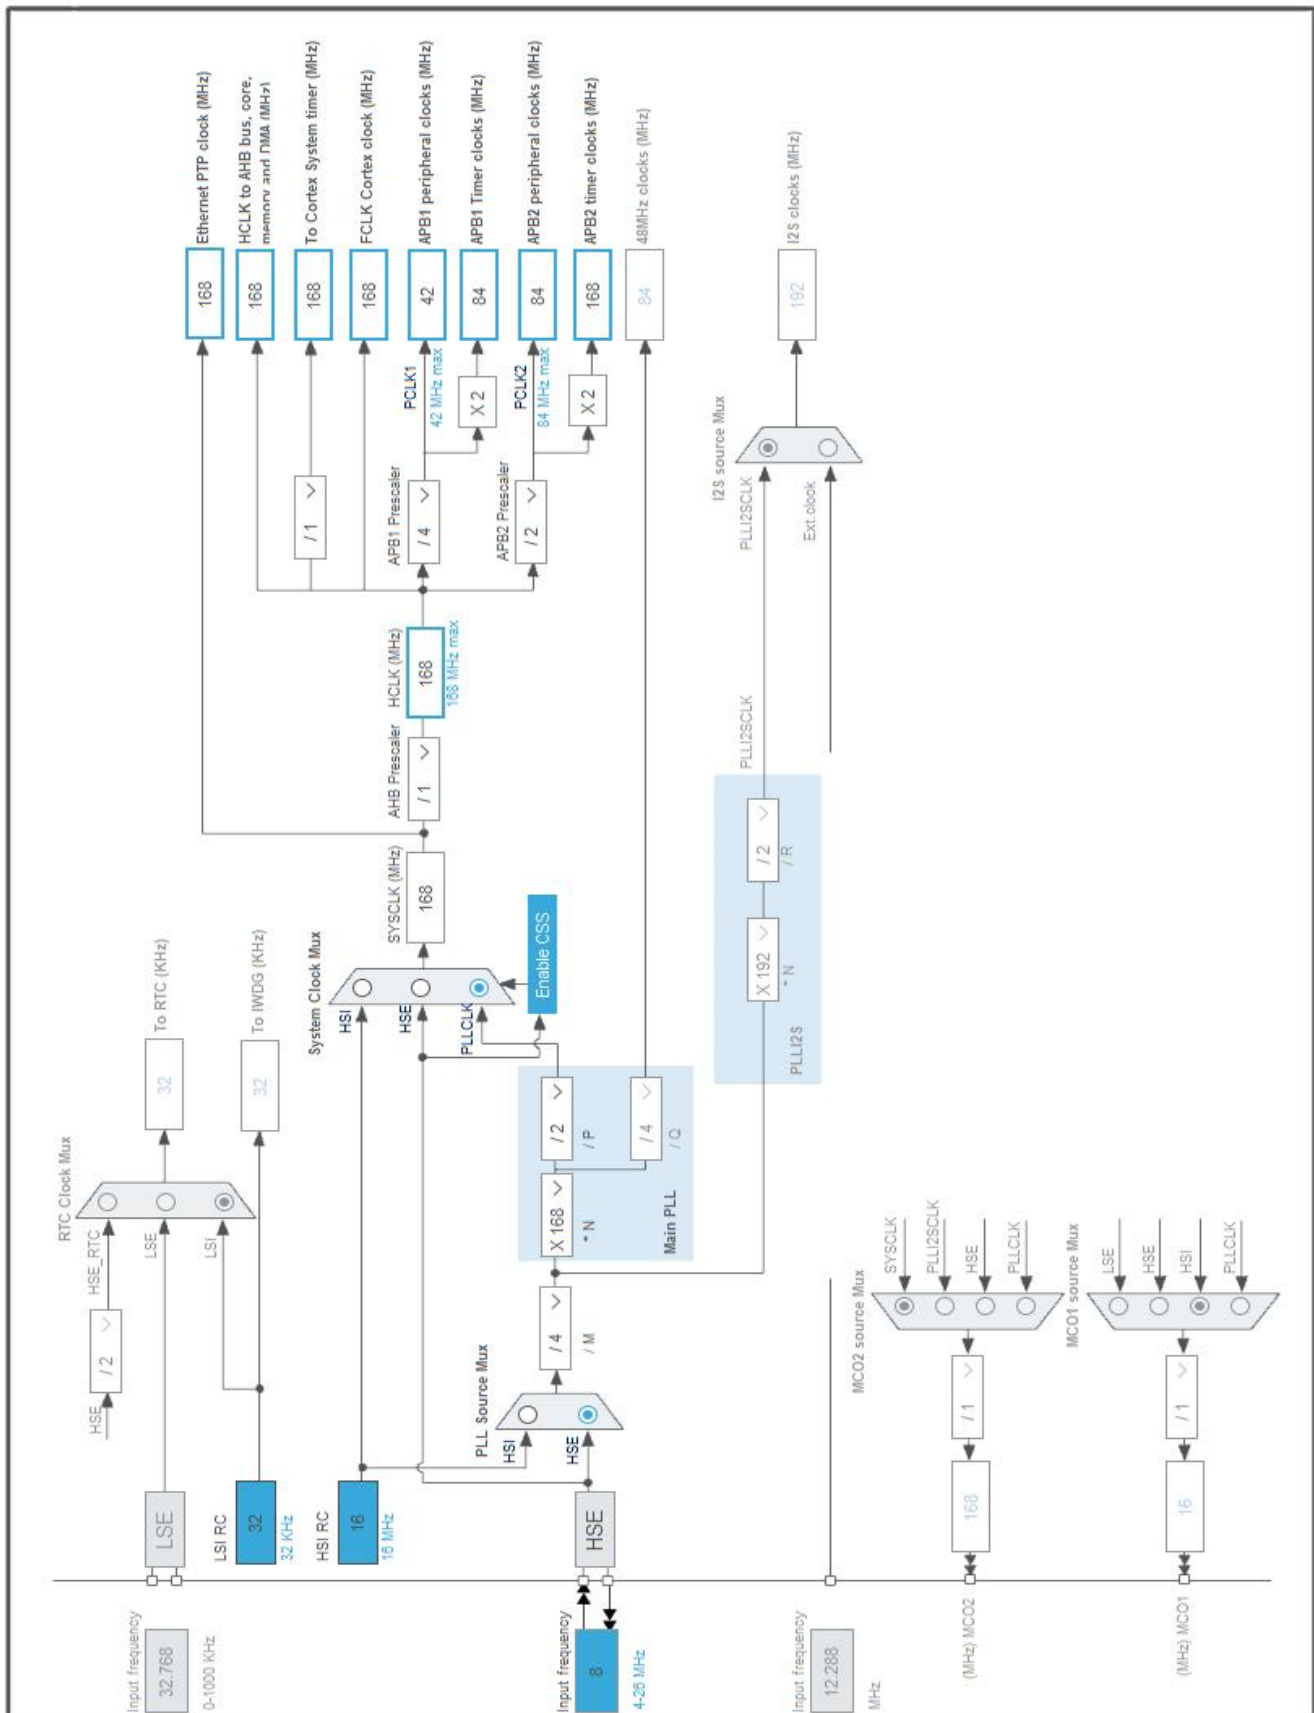 Input frequency
32.768
0-1000 KHz
LSE
HSE
/ 2
HSE_RTC
LSE
LSI
RTC Clock Mux
32
To RTC (KHz)
LSI RC
32
32 KHz
32
To IWDG (KHz)
HSI RC
16
16 MHz
Input frequency
8
4-26 MHz
HSE
PLL Source Mux
HSI
HSE
/ 4
/ M
X 168
* N
/ 2
/ P
/ 4
/ Q
Main PLL
System Clock Mux
HSI
HSE
PLLCLK
Enable CSS
SYSCLK (MHz)
168
AHB Prescaler
/ 1
HCLK (MHz)
168
168 MHz max
168
Ethernet PTP clock (MHz)
168
HCLK to AHB bus, core,
memory and DMA (MHz)
/ 1
168
To Cortex System timer (MHz)
168
FCLK Cortex clock (MHz)
APB1 Prescaler
/ 4
PCLK1
42 MHz max
42
APB1 peripheral clocks (MHz)
X 2
84
APB1 Timer clocks (MHz)
APB2 Prescaler
/ 2
PCLK2
84 MHz max
84
APB2 peripheral clocks (MHz)
X 2
168
APB2 timer clocks (MHz)
84
48MHz clocks (MHz)
PLLI2S
X 192
* N
/ 2
/ R
PLLI2SCLK
I2S source Mux
PLLI2SCLK
Ext.clock
192
I2S clocks (MHz)
Input frequency
12.288
MHz
MCO2 source Mux
SYSCLK
PLLI2SCLK
HSE
PLLCLK
/ 1
168
(MHz) MCO2
MCO1 source Mux
LSE
HSE
HSI
PLLCLK
/ 1
16
(MHz) MCO1